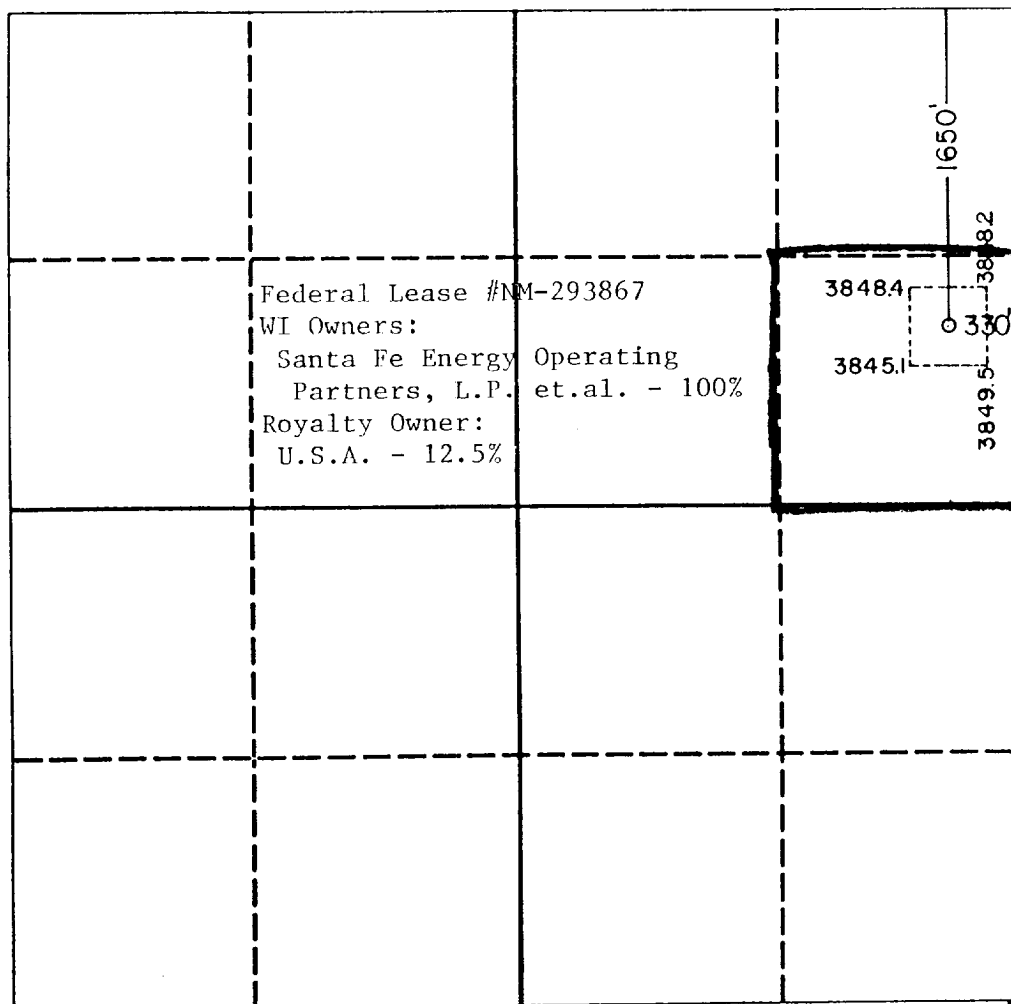 1650'
3848.4
330'
3845.1
3849.5
Federal Lease #NM-293867
WI Owners:
Santa Fe Energy Operating
Partners, L.P. et.al. - 100%
Royalty Owner:
U.S.A. - 12.5%